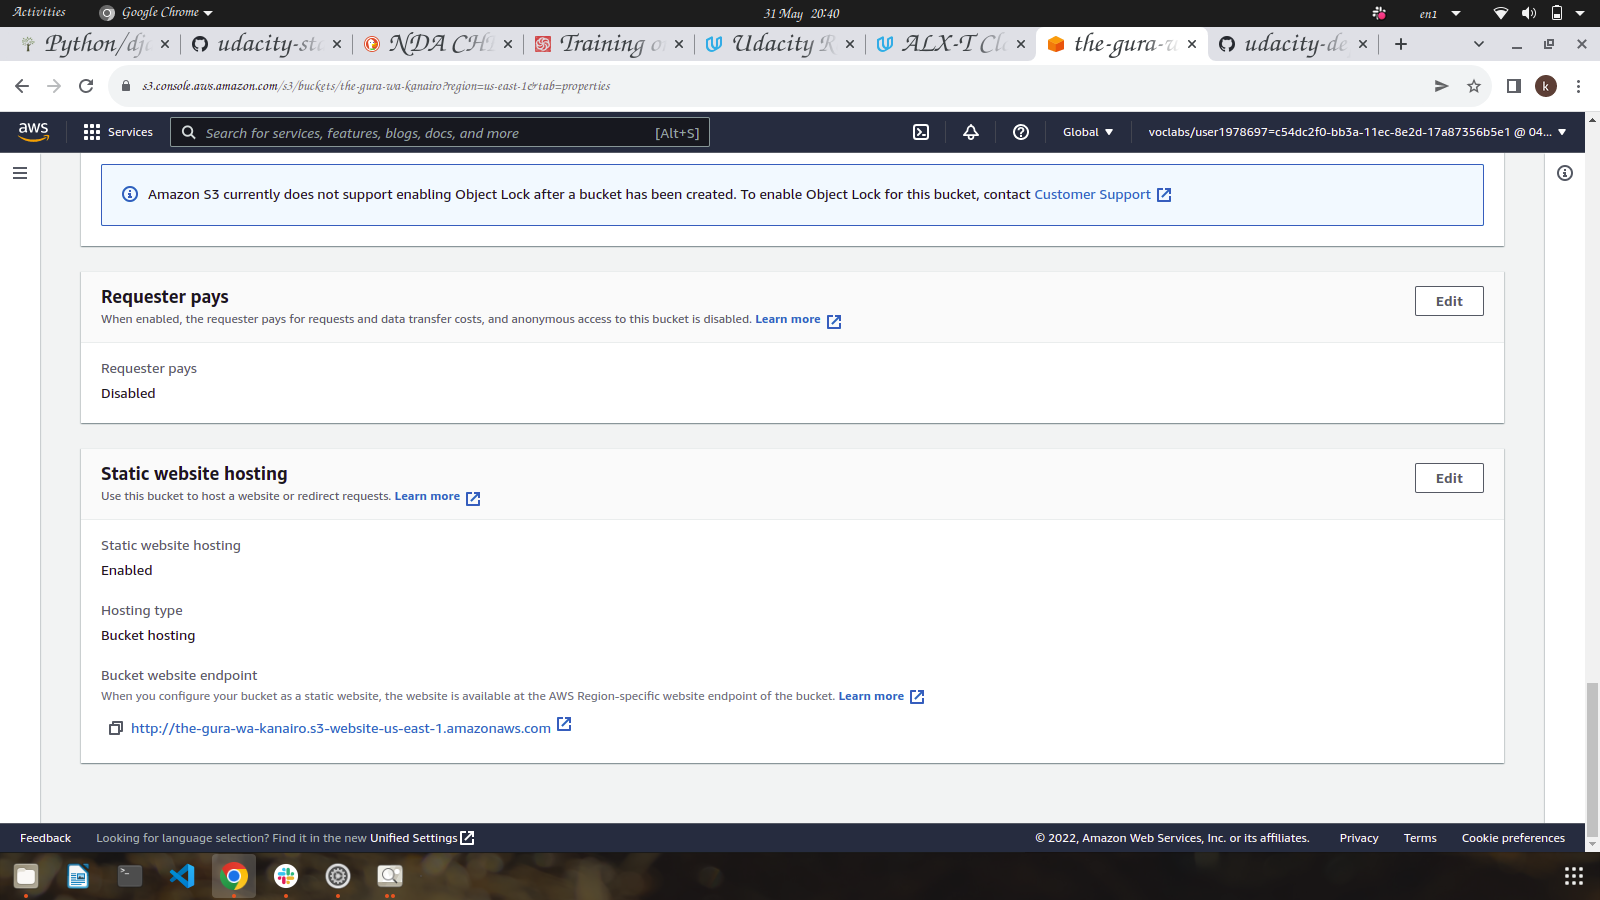 Activities
Google Chrome
31 May 20:40
en1
Python/dj
udacity-st
NDA CH
Training o
Udacity R
ALX-T Cl
the-gura-w
udacity-de
s3.console.aws.amazon.com/s3/buckets/the-gura-wa-kanairo?region=us-east-1&tab=properties
k
aws
Services
Search for services, features, blogs, docs, and more
[Alt+S]
Global
voclabs/user1978697=c54dc2f0-bb3a-11ec-8e2d-17a87356b5e1 @ 04...
Amazon S3 currently does not support enabling Object Lock after a bucket has been created. To enable Object Lock for this bucket, contact Customer Support
Requester pays
Edit
When enabled, the requester pays for requests and data transfer costs, and anonymous access to this bucket is disabled. Learn more
Requester pays
Disabled
Static website hosting
Edit
Use this bucket to host a website or redirect requests. Learn more
Static website hosting
Enabled
Hosting type
Bucket hosting
Bucket website endpoint
When you configure your bucket as a static website, the website is available at the AWS Region-specific website endpoint of the bucket. Learn more
http://the-gura-wa-kanairo.s3-website-us-east-1.amazonaws.com
Feedback
Looking for language selection? Find it in the new Unified Settings
© 2022, Amazon Web Services, Inc. or its affiliates.
Privacy
Terms
Cookie preferences